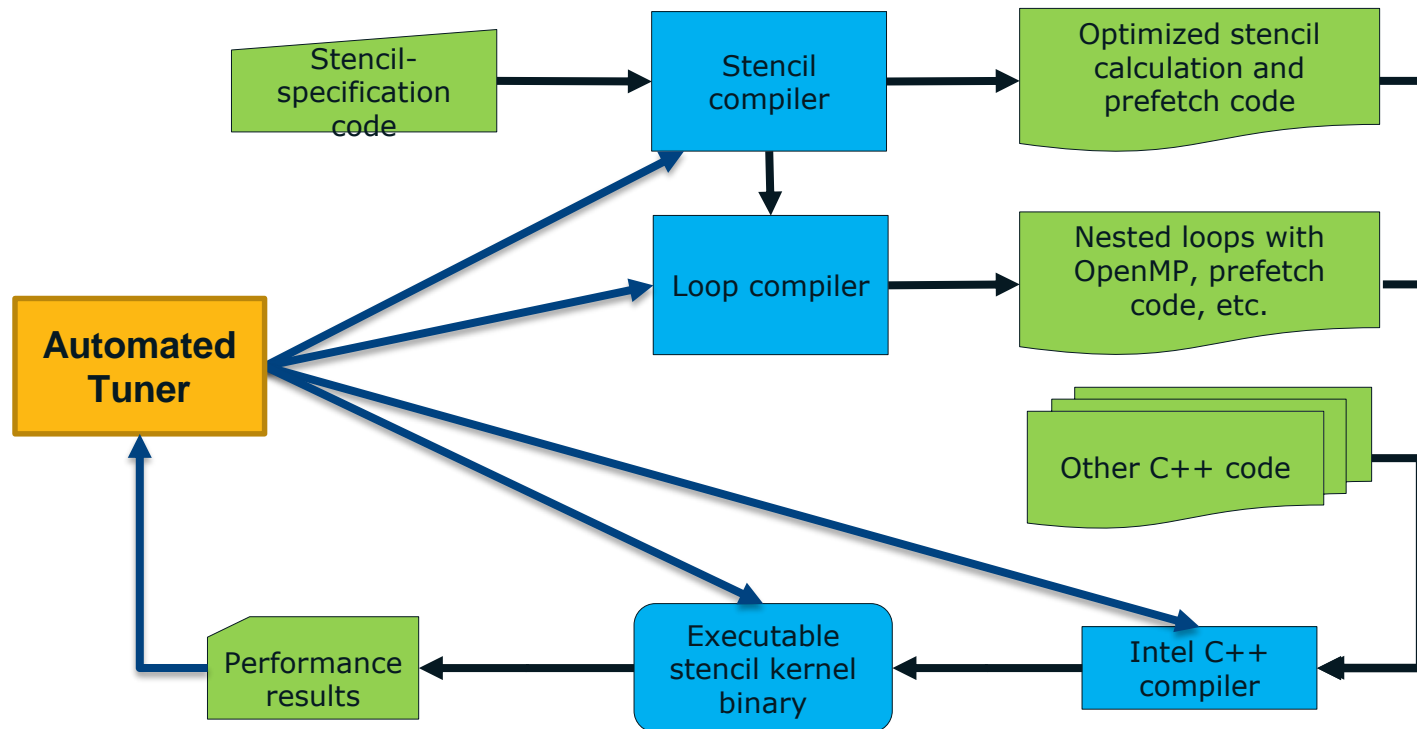 Stencil-
specification
code
Stencil
compiler
Optimized stencil
calculation and
prefetch code
Loop compiler
Nested loops with
OpenMP, prefetch
code, etc.
Automated
Tuner
Other C++ code
Performance
results
Executable
stencil kernel
binary
Intel C++
compiler